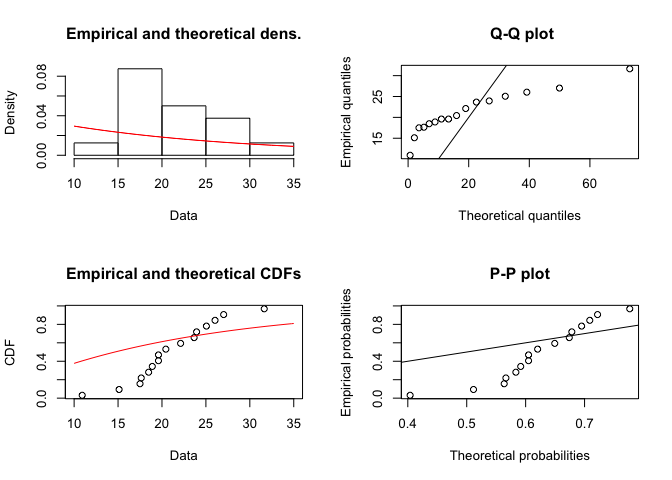 Empirical and theoretical dens.
Density
0.00 0.04 0.08
10 15 20 25 30 35
Data
Q-Q plot
Empirical quantiles
15 25
0 20 40 60
Theoretical quantiles
Empirical and theoretical CDFs
CDF
0.0 0.4 0.8
10 15 20 25 30 35
Data
P-P plot
Empirical probabilities
0.0 0.4 0.8
0.4 0.5 0.6 0.7
Theoretical probabilities